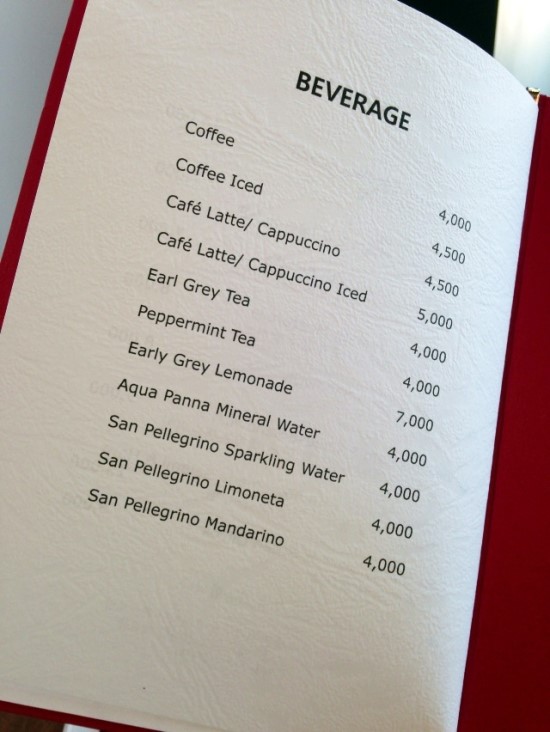 BEVERAGE
Coffee 4,000
Coffee Iced 4,500
Café Latte/ Cappuccino 4,500
Café Latte/ Cappuccino Iced 5,000
Earl Grey Tea 4,000
Peppermint Tea 4,000
Early Grey Lemonade 7,000
Aqua Panna Mineral Water 4,000
San Pellegrino Sparkling Water 4,000
San Pellegrino Limoneta 4,000
San Pellegrino Mandarino 4,000